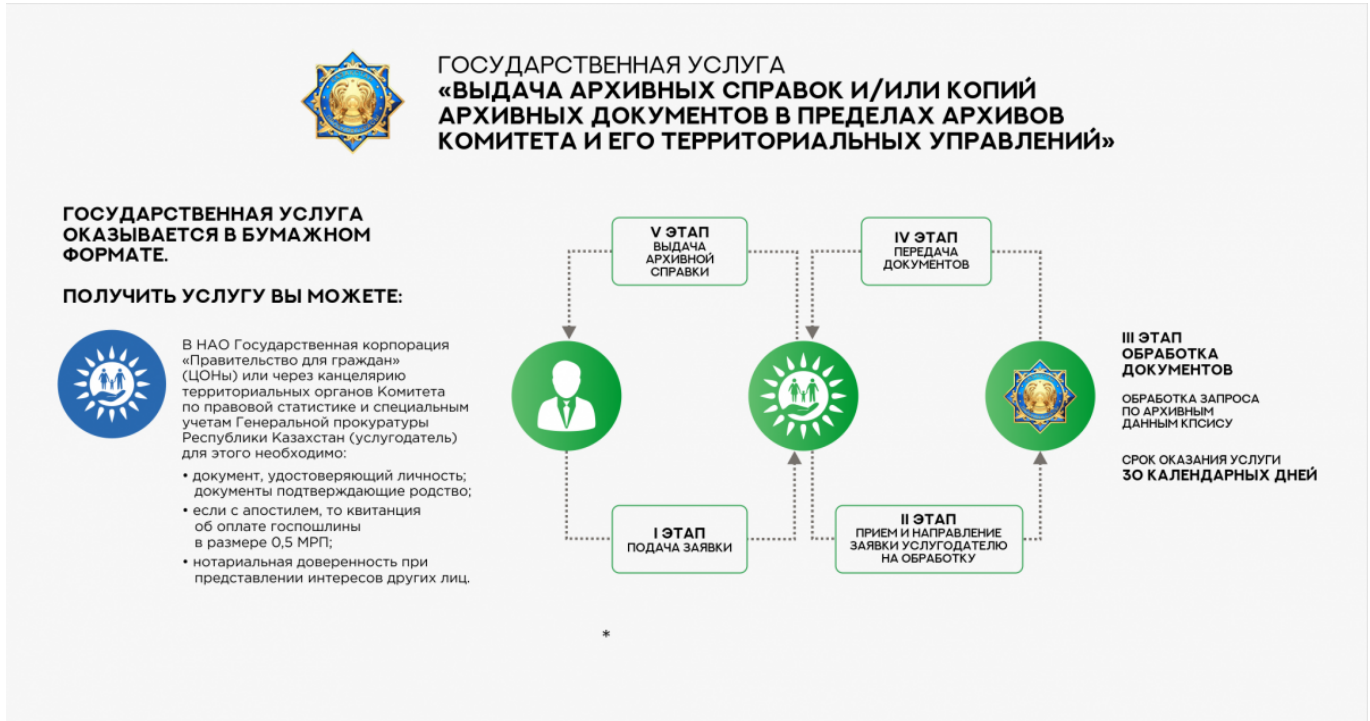 ГОСУДАРСТВЕННАЯ УСЛУГА
«ВЫДАЧА АРХИВНЫХ СПРАВОК И/ИЛИ КОПИЙ
АРХИВНЫХ ДОКУМЕНТОВ В ПРЕДЕЛАХ АРХИВОВ
КОМИТЕТА И ЕГО ТЕРРИТОРИАЛЬНЫХ УПРАВЛЕНИЙ»
ГОСУДАРСТВЕННАЯ УСЛУГА
ОКАЗЫВАЕТСЯ В БУМАЖНОМ
ФОРМАТЕ.
ПОЛУЧИТЬ УСЛУГУ ВЫ МОЖЕТЕ:
В НАО Государственная корпорация
«Правительство для граждан»
(ЦОНы) или через канцелярию
территориальных органов Комитета
по правовой статистике и специальным
учетам Генеральной прокуратуры
Республики Казахстан (услугодатель)
для этого необходимо:
• документ, удостоверяющий личность;
документы подтверждающие родство;
• если с апостилем, то квитанция
об оплате госпошлины
в размере 0,5 МРП;
• нотариальная доверенность при
представлении интересов других лиц.
V ЭТАП
ВЫДАЧА
АРХИВНОЙ
СПРАВКИ
IV ЭТАП
ПЕРЕДАЧА
ДОКУМЕНТОВ
III ЭТАП
ОБРАБОТКА
ДОКУМЕНТОВ
ОБРАБОТКА ЗАПРОСА
ПО АРХИВНЫМ
ДАННЫМ КПСИСУ
СРОК ОКАЗАНИЯ УСЛУГИ
30 КАЛЕНДАРНЫХ ДНЕЙ
I ЭТАП
ПОДАЧА ЗАЯВКИ
II ЭТАП
ПРИЕМ И НАПРАВЛЕНИЕ
ЗАЯВКИ УСЛУГОДАТЕЛЮ
НА ОБРАБОТКУ
*